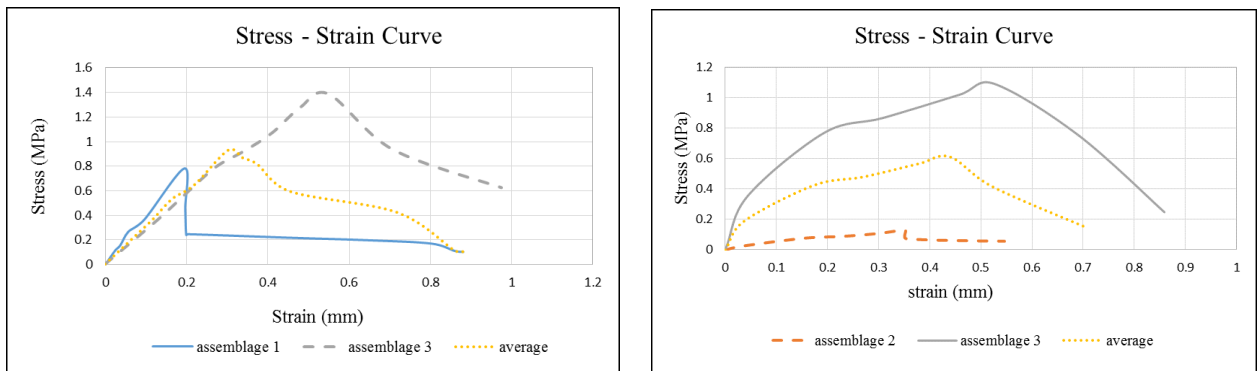 Stress - Strain Curve
1.6
1.4
1.2
1
0.8
0.6
0.4
0.2
0
Stress (MPa)
0 0.2 0.4 0.6 0.8 1 1.2
Strain (mm)
assemblage 1 assemblage 3 average
Stress - Strain Curve
1.2
1
0.8
0.6
0.4
0.2
0
Stress (MPa)
0 0.1 0.2 0.3 0.4 0.5 0.6 0.7 0.8 0.9 1
strain (mm)
assemblage 2 assemblage 3 average